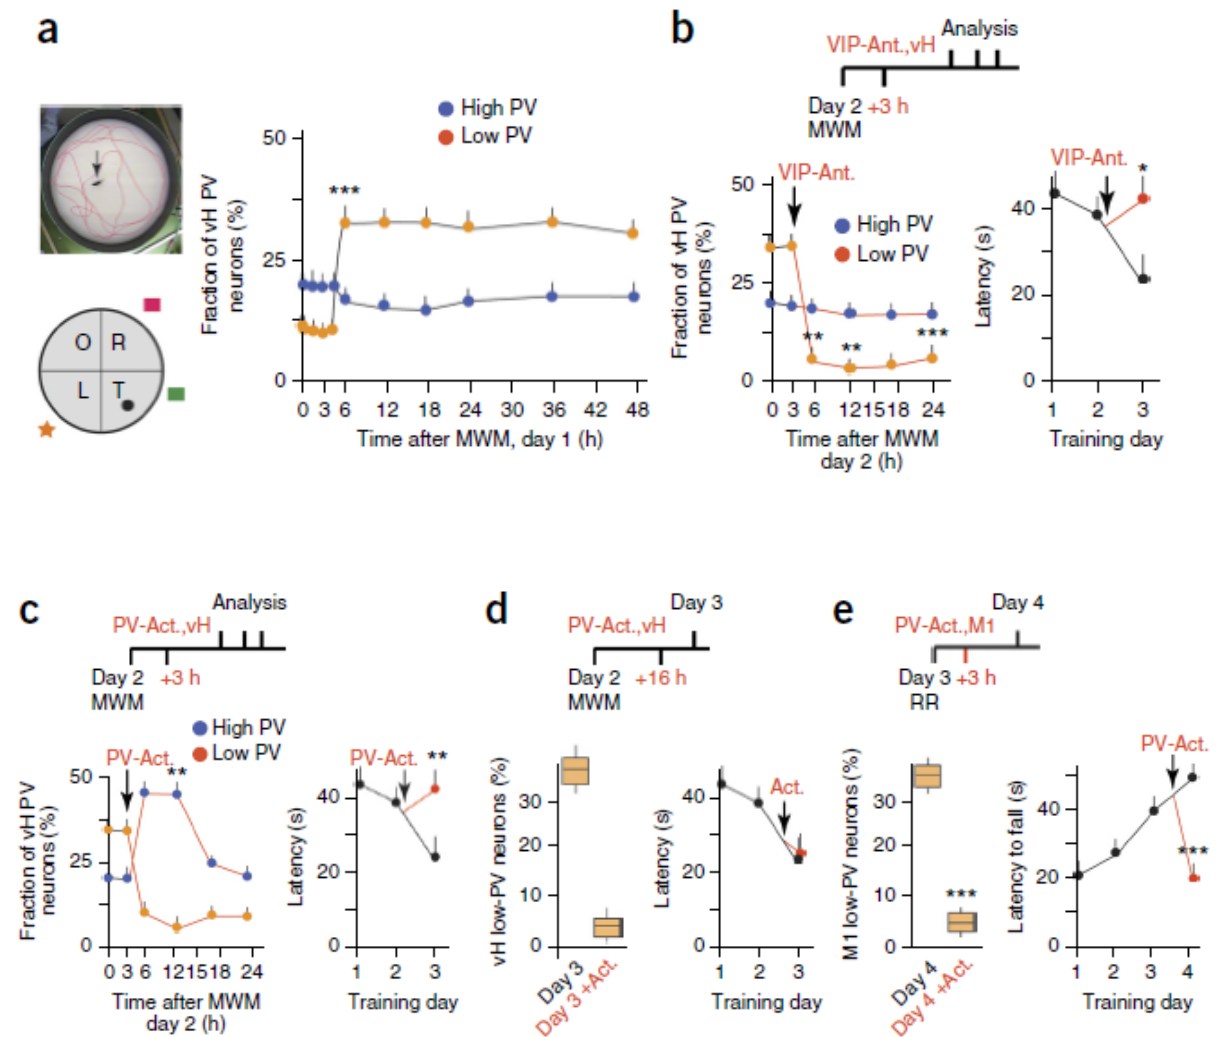 a
High PV
Low PV
Fraction of vH PV
neurons (%)
50
25
0
***
0 3 6 12 18 24 30 36 42 48
Time after MWM, day 1 (h)
O R
L T
b
Analysis
VIP-Ant.,vH
Day 2 +3 h
MWM
VIP-Ant.
High PV
Low PV
Fraction of vH PV
neurons (%)
50
25
0
**
**
***
0 3 6 12 15 18 24
Time after MWM
day 2 (h)
VIP-Ant.
*
Latency (s)
40
20
0
1 2 3
Training day
c
Analysis
PV-Act.,vH
Day 2 +3 h
MWM
High PV
Low PV
PV-Act.
**
Fraction of vH PV
neurons (%)
50
25
0
0 3 6 12 15 18 24
Time after MWM
day 2 (h)
PV-Act.
**
Latency (s)
40
20
0
1 2 3
Training day
d
Day 3
PV-Act.,vH
Day 2 +16 h
MWM
vH low-PV neurons (%)
30
20
10
0
Day 3
Day 3 +Act.
Act.
Latency (s)
40
20
0
1 2 3
Training day
e
Day 4
PV-Act.,M1
Day 3 +3 h
RR
M1 low-PV neurons (%)
30
20
10
0
***
Day 4
Day 4 +Act.
PV-Act.
***
Latency to fall (s)
40
20
0
1 2 3 4
Training day